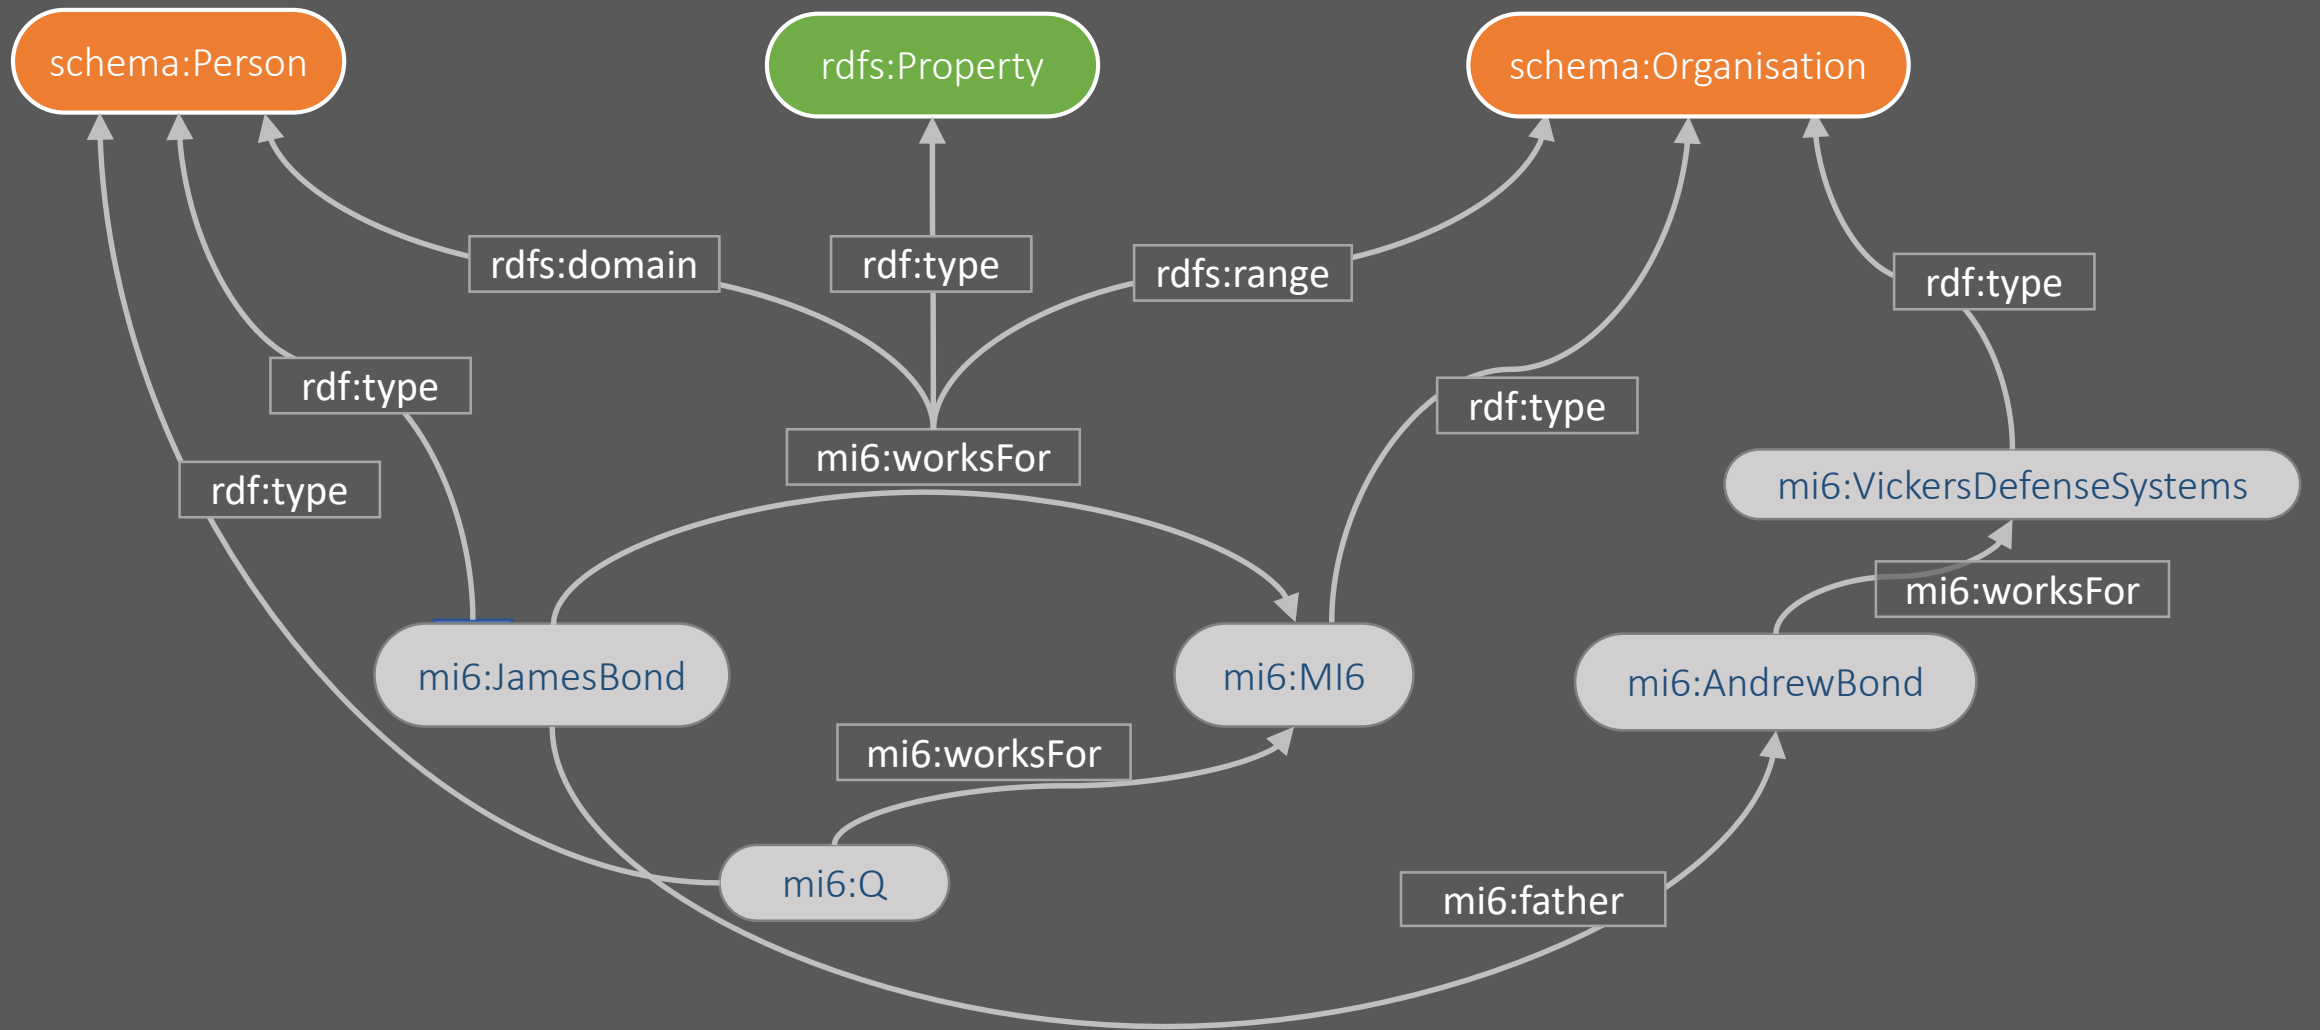 schema:Person
rdfs:Property
schema:Organisation
rdfs:domain
rdf:type
rdfs:range
rdf:type
rdf:type
rdf:type
mi6:worksFor
rdf:type
mi6:VickersDefenseSystems
mi6:worksFor
mi6:JamesBond
mi6:MI6
mi6:AndrewBond
mi6:worksFor
mi6:Q
mi6:father